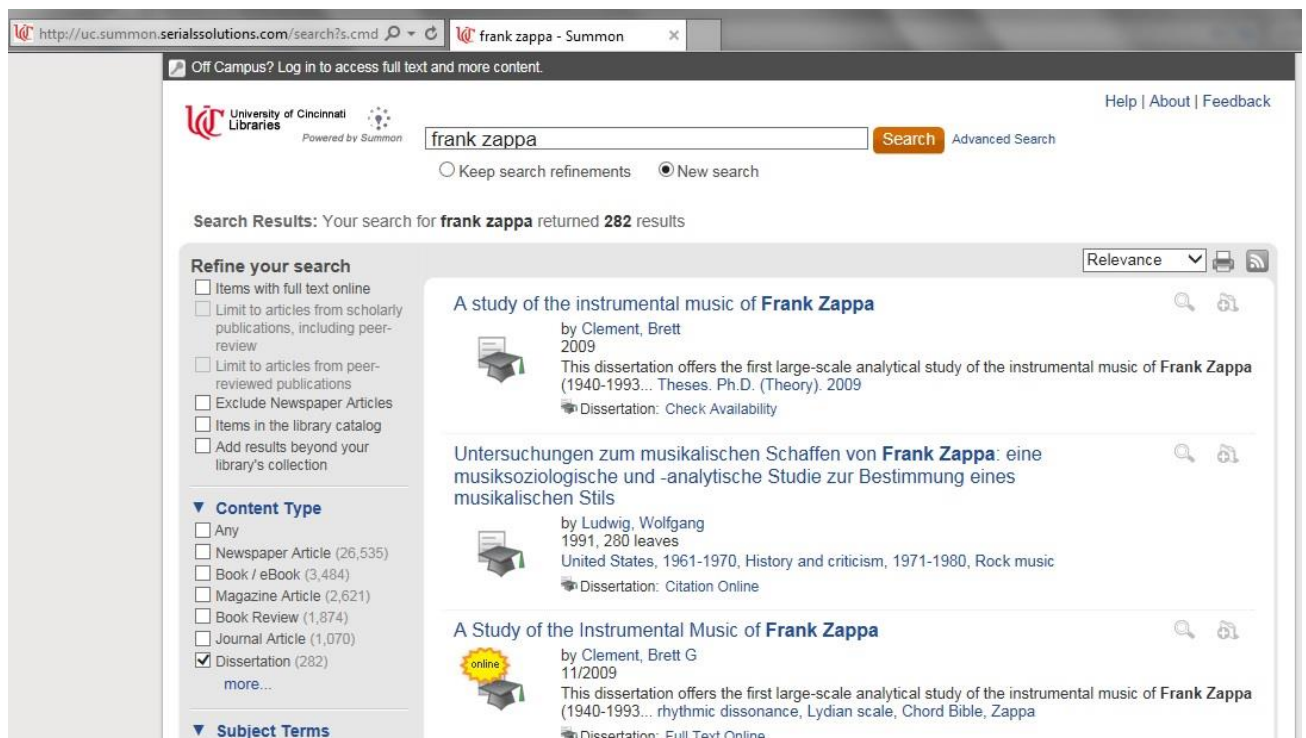 http://uc.summon.serialssolutions.com/search?s.cmd
frank zappa - Summon
Off Campus? Log in to access full text and more content.
Help | About | Feedback
UC University of Cincinnati
Libraries
Powered by Summon
frank zappa
Search Advanced Search
Keep search refinements New search
Search Results: Your search for frank zappa returned 282 results
Relevance
Refine your search
Items with full text online
Limit to articles from scholarly
publications, including peer-
review
Limit to articles from peer-
reviewed publications
Exclude Newspaper Articles
Items in the library catalog
Add results beyond your
library's collection
Content Type
Any
Newspaper Article (26,535)
Book / eBook (3,484)
Magazine Article (2,621)
Book Review (1,874)
Journal Article (1,070)
Dissertation (282)
more...
Subject Terms
A study of the instrumental music of Frank Zappa
by Clement, Brett
2009
This dissertation offers the first large-scale analytical study of the instrumental music of Frank Zappa
(1940-1993... Theses. Ph.D. (Theory). 2009
Dissertation: Check Availability
Untersuchungen zum musikalischen Schaffen von Frank Zappa: eine
musiksoziologische und -analytische Studie zur Bestimmung eines
musikalischen Stils
by Ludwig, Wolfgang
1991, 280 leaves
United States, 1961-1970, History and criticism, 1971-1980, Rock music
Dissertation: Citation Online
A Study of the Instrumental Music of Frank Zappa
online
by Clement, Brett G
11/2009
This dissertation offers the first large-scale analytical study of the instrumental music of Frank Zappa
(1940-1993... rhythmic dissonance, Lydian scale, Chord Bible, Zappa
Dissertation: Full Text Online